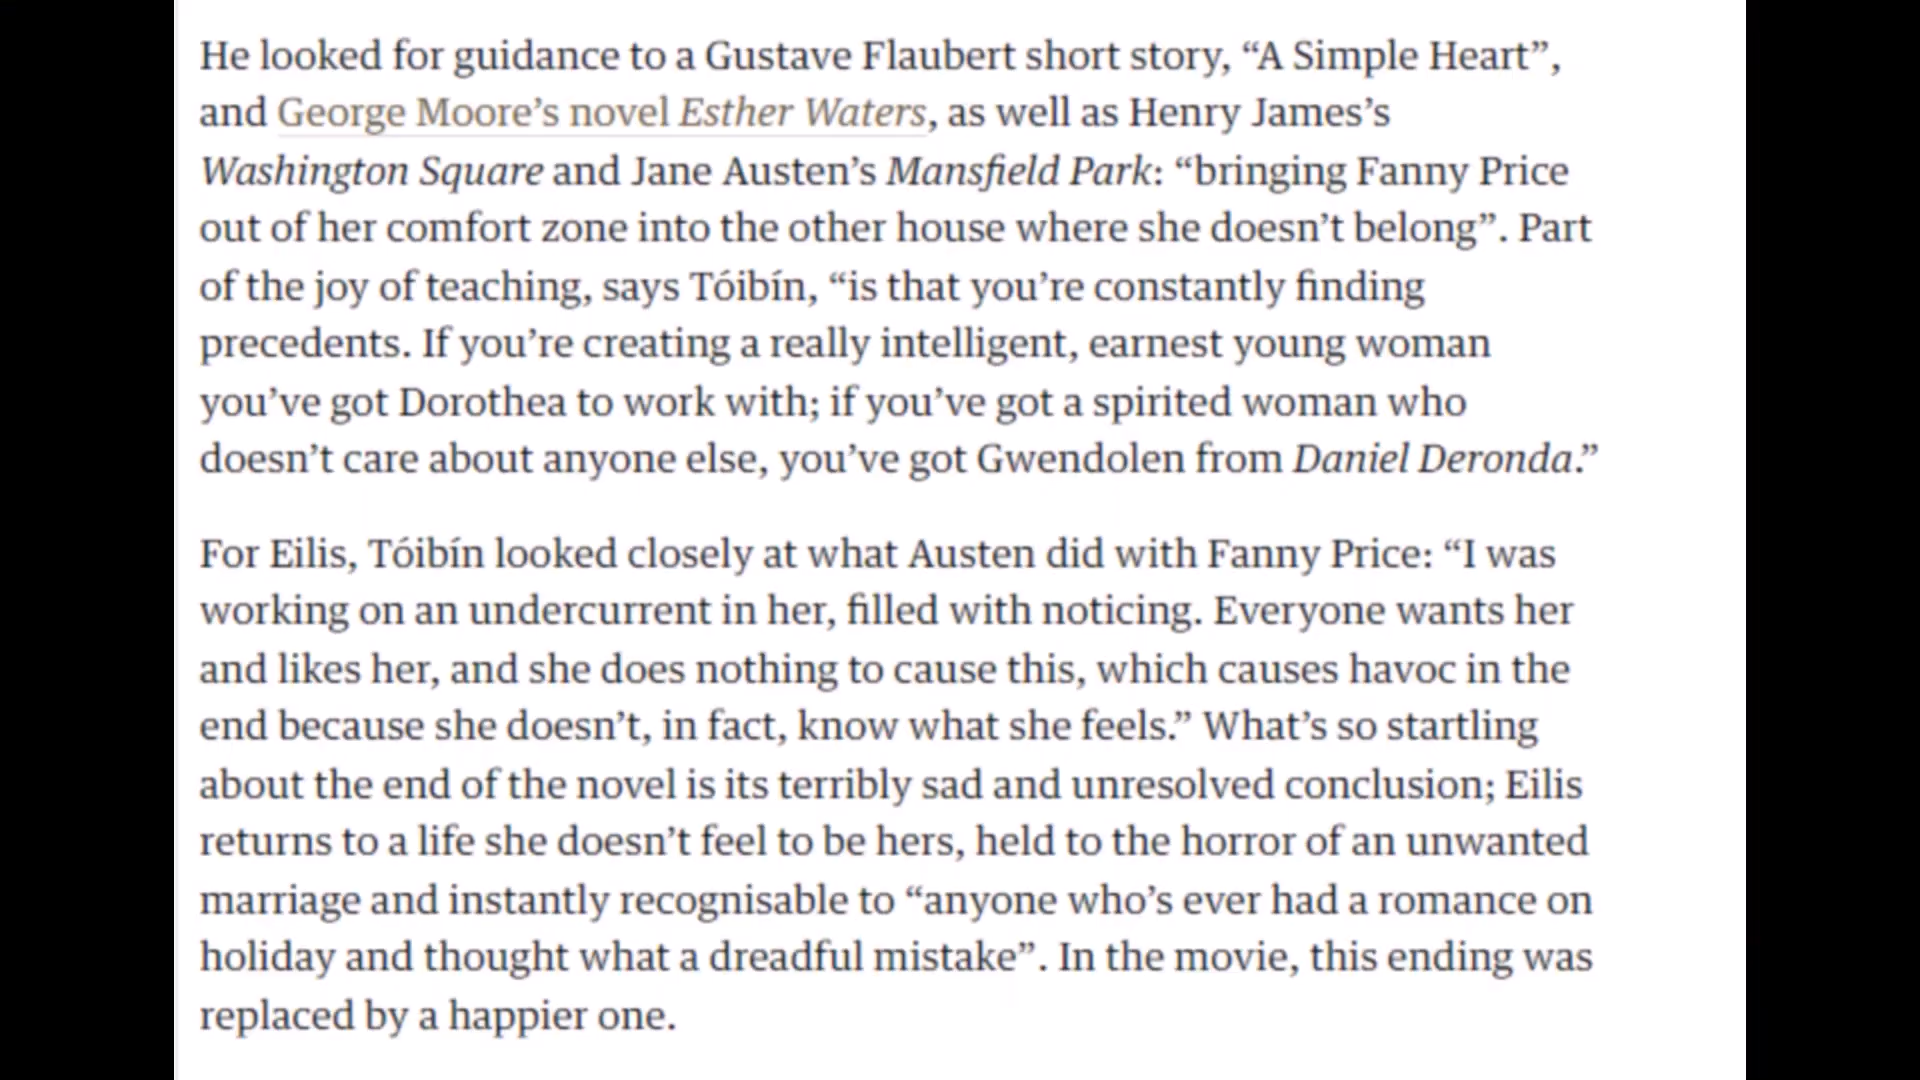 He looked for guidance to a Gustave Flaubert short story, “A Simple Heart”,
and George Moore’s novel Esther Waters, as well as Henry James’s
Washington Square and Jane Austen’s Mansfield Park: “bringing Fanny Price
out of her comfort zone into the other house where she doesn’t belong”. Part
of the joy of teaching, says Tóibín, “is that you’re constantly finding
precedents. If you’re creating a really intelligent, earnest young woman
you’ve got Dorothea to work with; if you’ve got a spirited woman who
doesn’t care about anyone else, you’ve got Gwendolen from Daniel Deronda.”
For Eilis, Tóibín looked closely at what Austen did with Fanny Price: “I was
working on an undercurrent in her, filled with noticing. Everyone wants her
and likes her, and she does nothing to cause this, which causes havoc in the
end because she doesn’t, in fact, know what she feels.” What’s so startling
about the end of the novel is its terribly sad and unresolved conclusion; Eilis
returns to a life she doesn’t feel to be hers, held to the horror of an unwanted
marriage and instantly recognisable to “anyone who’s ever had a romance on
holiday and thought what a dreadful mistake”. In the movie, this ending was
replaced by a happier one.